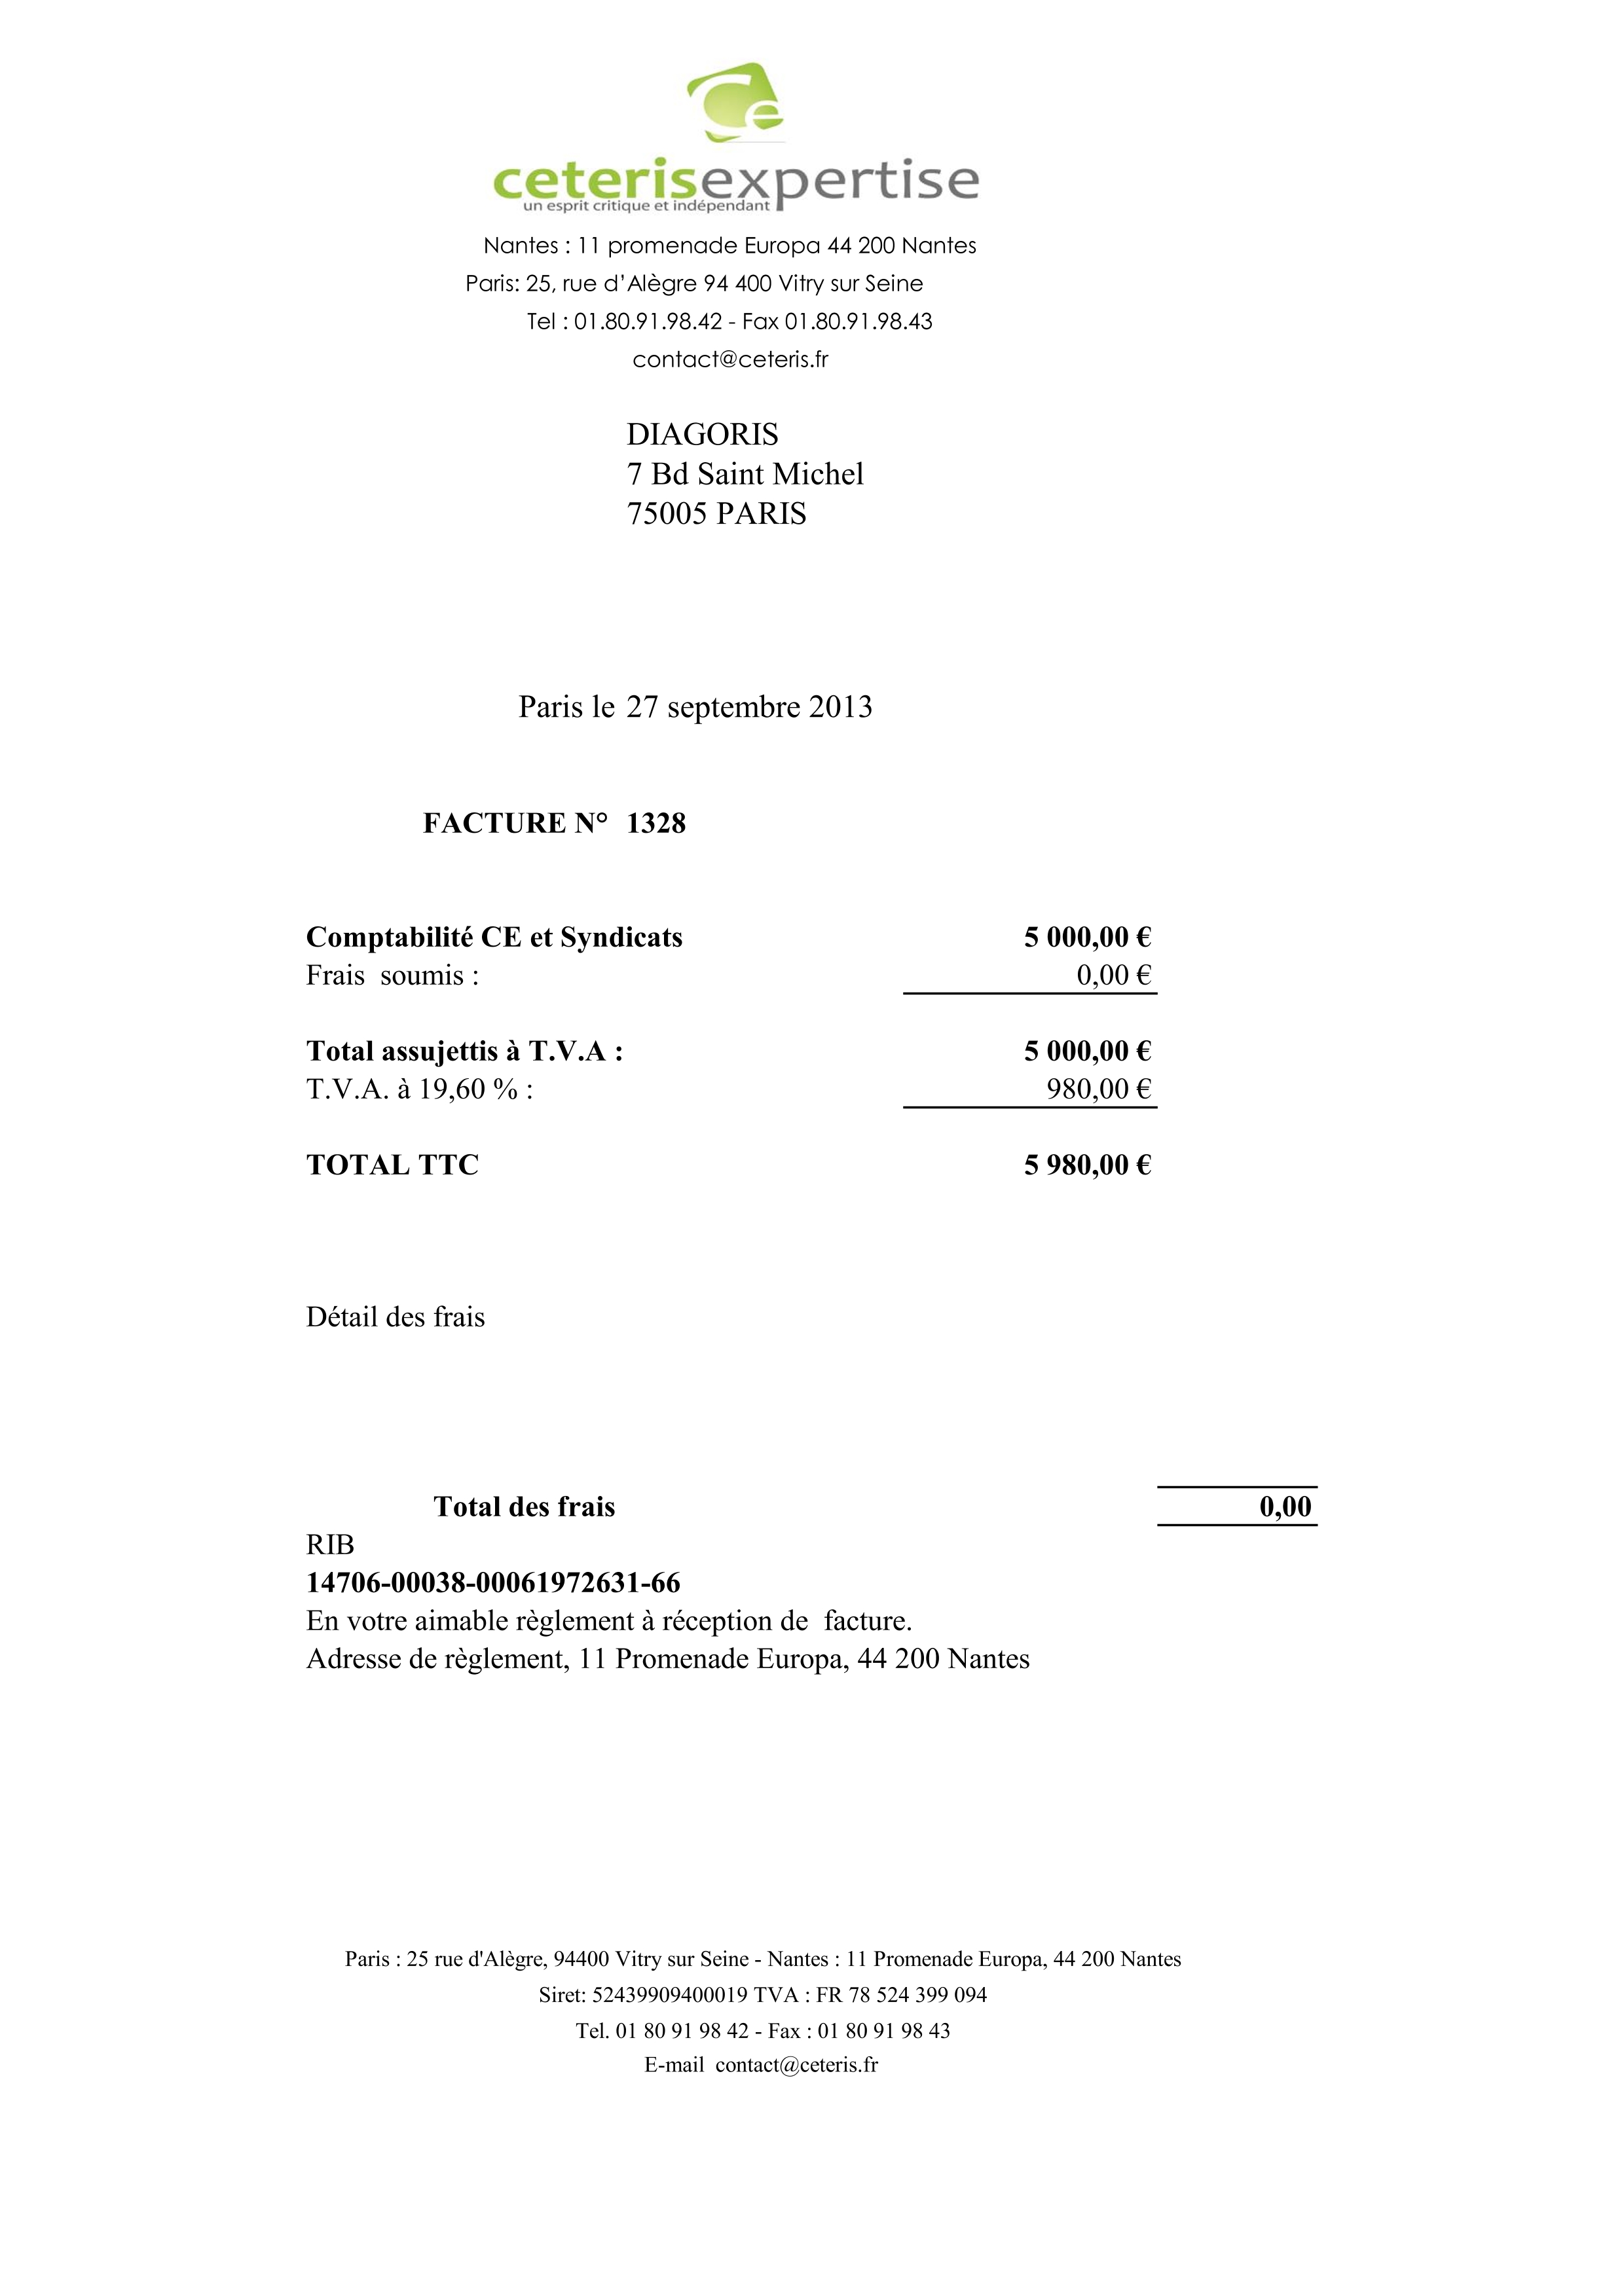 Ce
ceterisexpertise
un esprit critique et indépendant
Nantes : 11 promenade Europa 44 200 Nantes
Paris: 25, rue d’Alègre 94 400 Vitry sur Seine
Tel : 01.80.91.98.42 - Fax 01.80.91.98.43
contact@ceteris.fr
DIAGORIS
7 Bd Saint Michel
75005 PARIS
Paris le 27 septembre 2013
FACTURE N° 1328
Comptabilité CE et Syndicats 5 000,00 €
Frais soumis : 0,00 €
Total assujettis à T.V.A : 5 000,00 €
T.V.A. à 19,60 % : 980,00 €
TOTAL TTC 5 980,00 €
Détail des frais
Total des frais 0,00
RIB
14706-00038-00061972631-66
En votre aimable règlement à réception de facture.
Adresse de règlement, 11 Promenade Europa, 44 200 Nantes
Paris : 25 rue d'Alègre, 94400 Vitry sur Seine - Nantes : 11 Promenade Europa, 44 200 Nantes
Siret: 52439909400019 TVA : FR 78 524 399 094
Tel. 01 80 91 98 42 - Fax : 01 80 91 98 43
E-mail contact@ceteris.fr